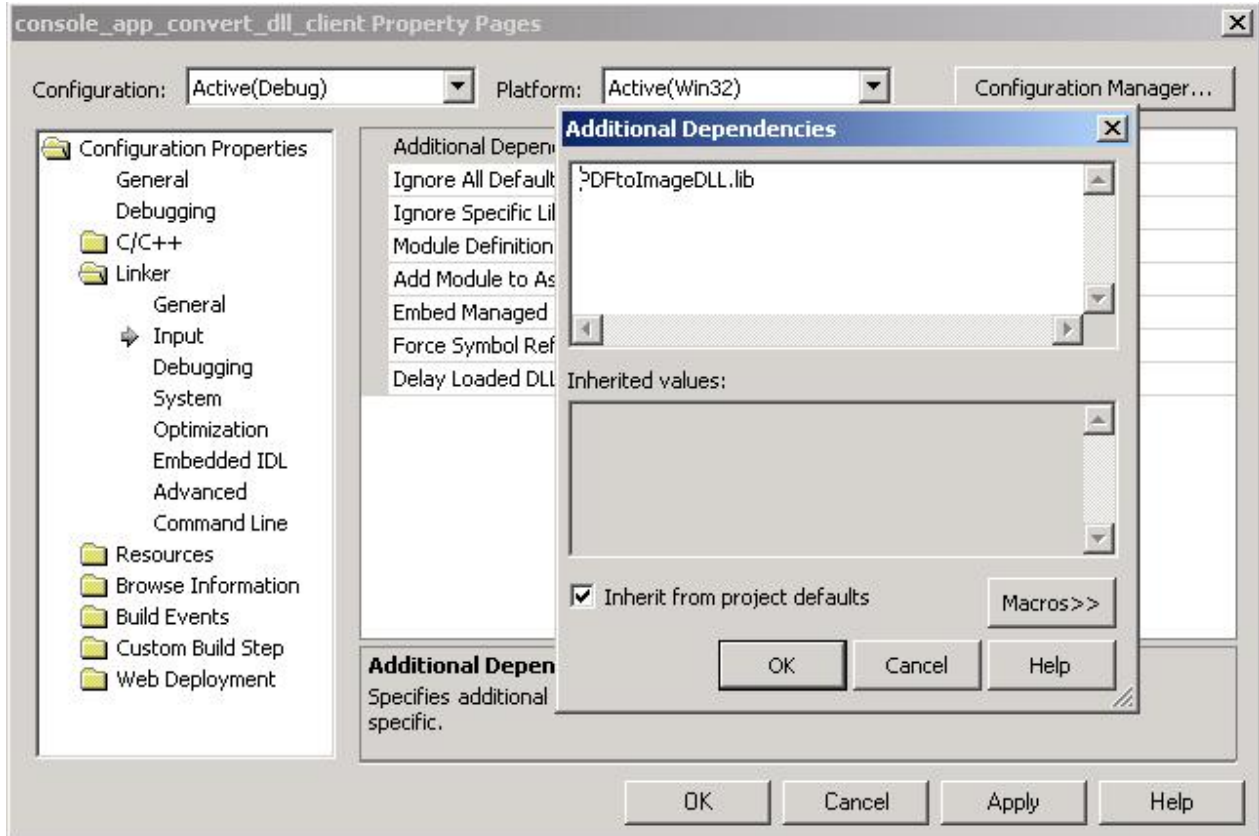 console_app_convert_dll_client Property Pages
Configuration: Active(Debug) Platform: Active(Win32) Configuration Manager...
Configuration Properties
General
Debugging
C/C++
Linker
General
Input
Debugging
System
Optimization
Embedded IDL
Advanced
Command Line
Resources
Browse Information
Build Events
Custom Build Step
Web Deployment
Additional Depen
Ignore All Default
Ignore Specific Lil
Module Definition
Add Module to As
Embed Managed
Force Symbol Ref
Delay Loaded DLL
Additional Depen
Specifies additional
specific.
Additional Dependencies
PDFtoImageDLL.lib
Inherited values:
Inherit from project defaults
Macros>>
OK Cancel Help
OK Cancel Apply Help